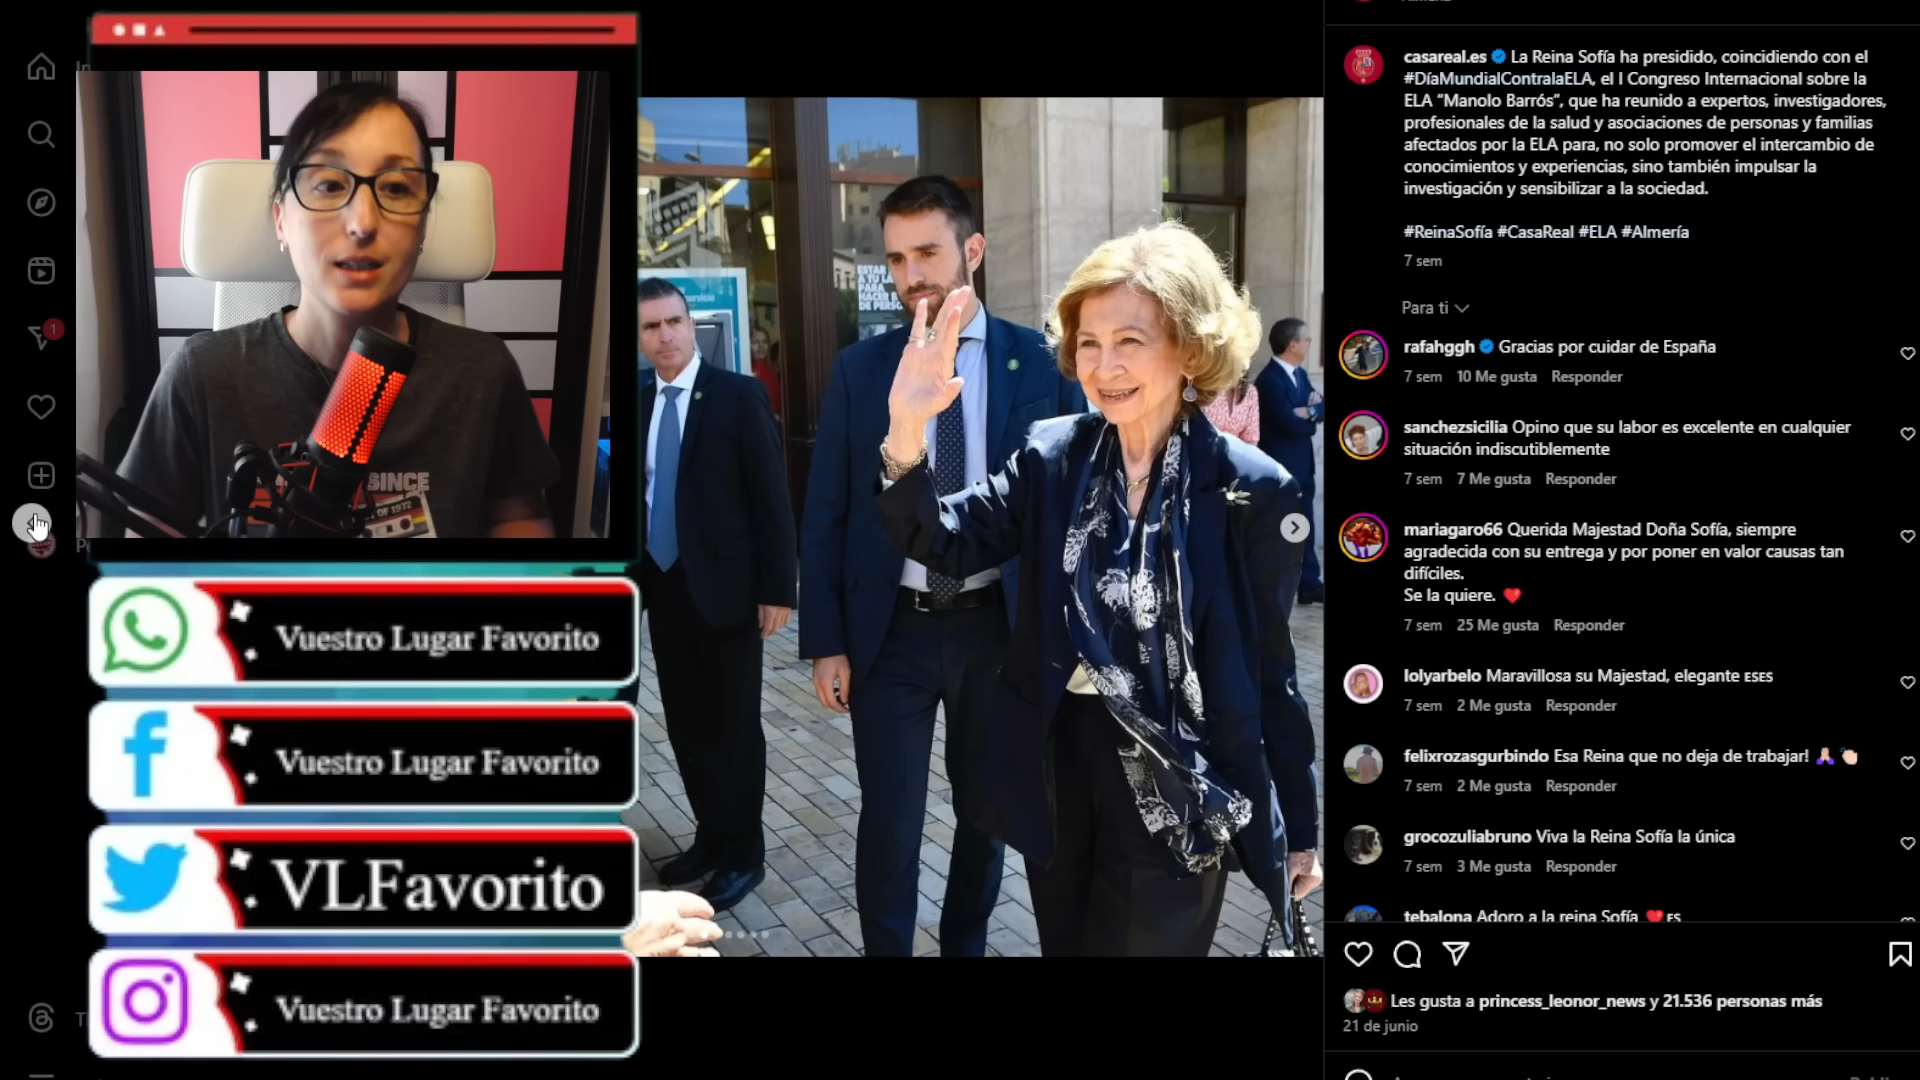 SINCE
OF 1972
Vuestro Lugar Favorito
Vuestro Lugar Favorito
VLFavorito
Vuestro Lugar Favorito
1
casareal.es La Reina Sofía ha presidido, coincidiendo con el
#DíaMundialContralaELA, el I Congreso Internacional sobre la
ELA “Manolo Barrós”, que ha reunido a expertos, investigadores,
profesionales de la salud y asociaciones de personas y familias
afectados por la ELA para, no solo promover el intercambio de
conocimientos y experiencias, sino también impulsar la
investigación y sensibilizar a la sociedad.
#ReinaSofía #CasaReal #ELA #Almería
7 sem
Para ti
rafahggh Gracias por cuidar de España
7 sem 10 Me gusta Responder
sanchezsicilia Opino que su labor es excelente en cualquier
situación indiscutiblemente
7 sem 7 Me gusta Responder
mariagaro66 Querida Majestad Doña Sofía, siempre
agradecida con su entrega y por poner en valor causas tan
difíciles.
Se la quiere. ❤️
7 sem 25 Me gusta Responder
lolyarbelo Maravillosa su Majestad, elegante ESES
7 sem 2 Me gusta Responder
felixrozasgurbindo Esa Reina que no deja de trabajar! 🙏🏻 👏🏻
7 sem 2 Me gusta Responder
grocozuliabruno Viva la Reina Sofía la única
7 sem 3 Me gusta Responder
tebalona Adoro a la reina Sofía ❤️ ES
Les gusta a princess_leonor_news y 21.536 personas más
21 de junio